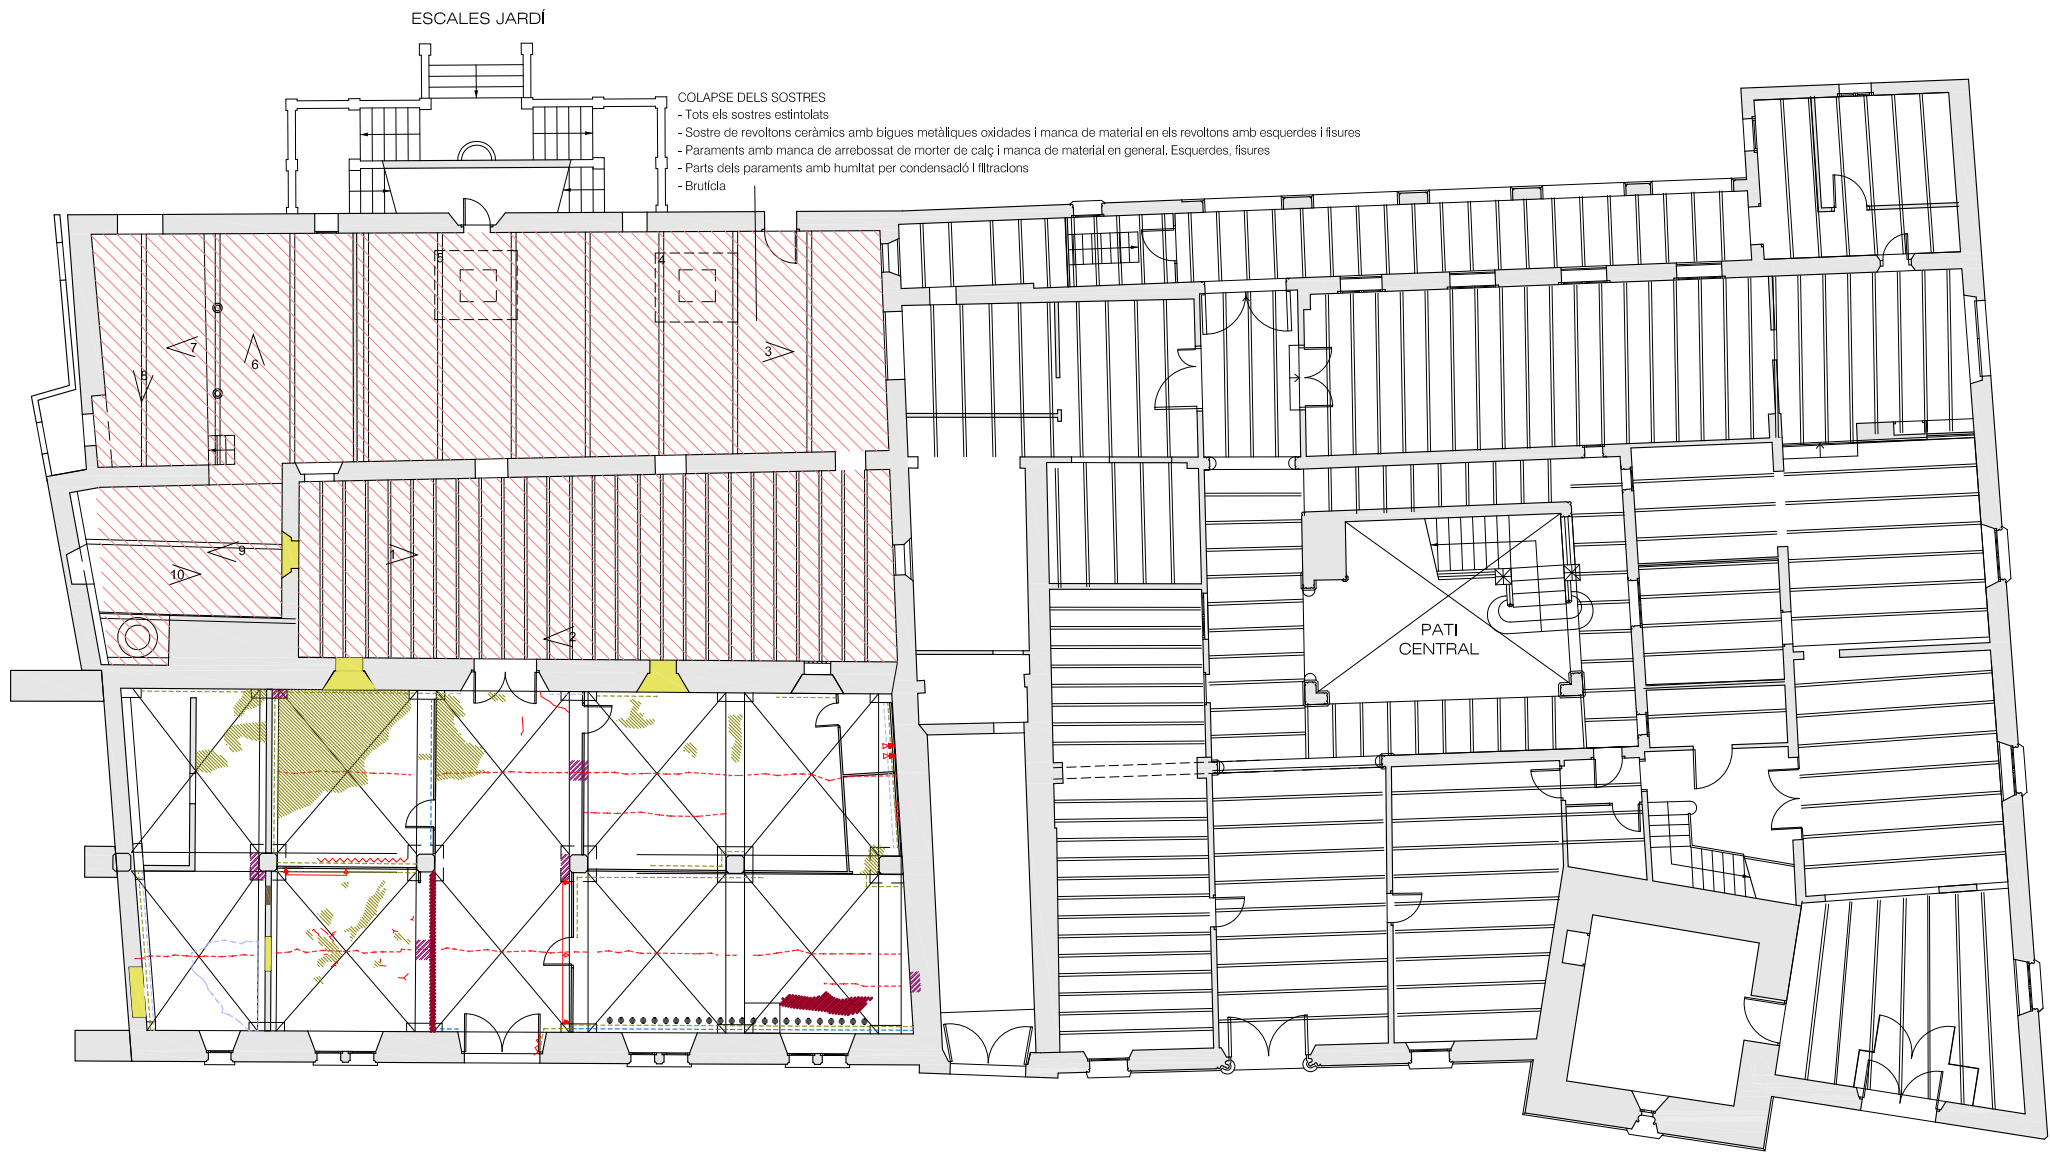 ESCALES JARDÍ
COLAPSE DELS SOSTRES
- Tots els sostres estintolats
- Sostre de revoltons ceràmics amb bigues metàliques oxidades i manca de material en els revoltons amb esquerdes i fisures
- Paraments amb manca de arrebossat de morter de calç i manca de material en general. Esquerdes, fisures
- Parts dels paraments amb humitat per condensació i filtracions
- Brutícia
5
4
7
6
3
8
9
1
10
2
PATI
CENTRAL